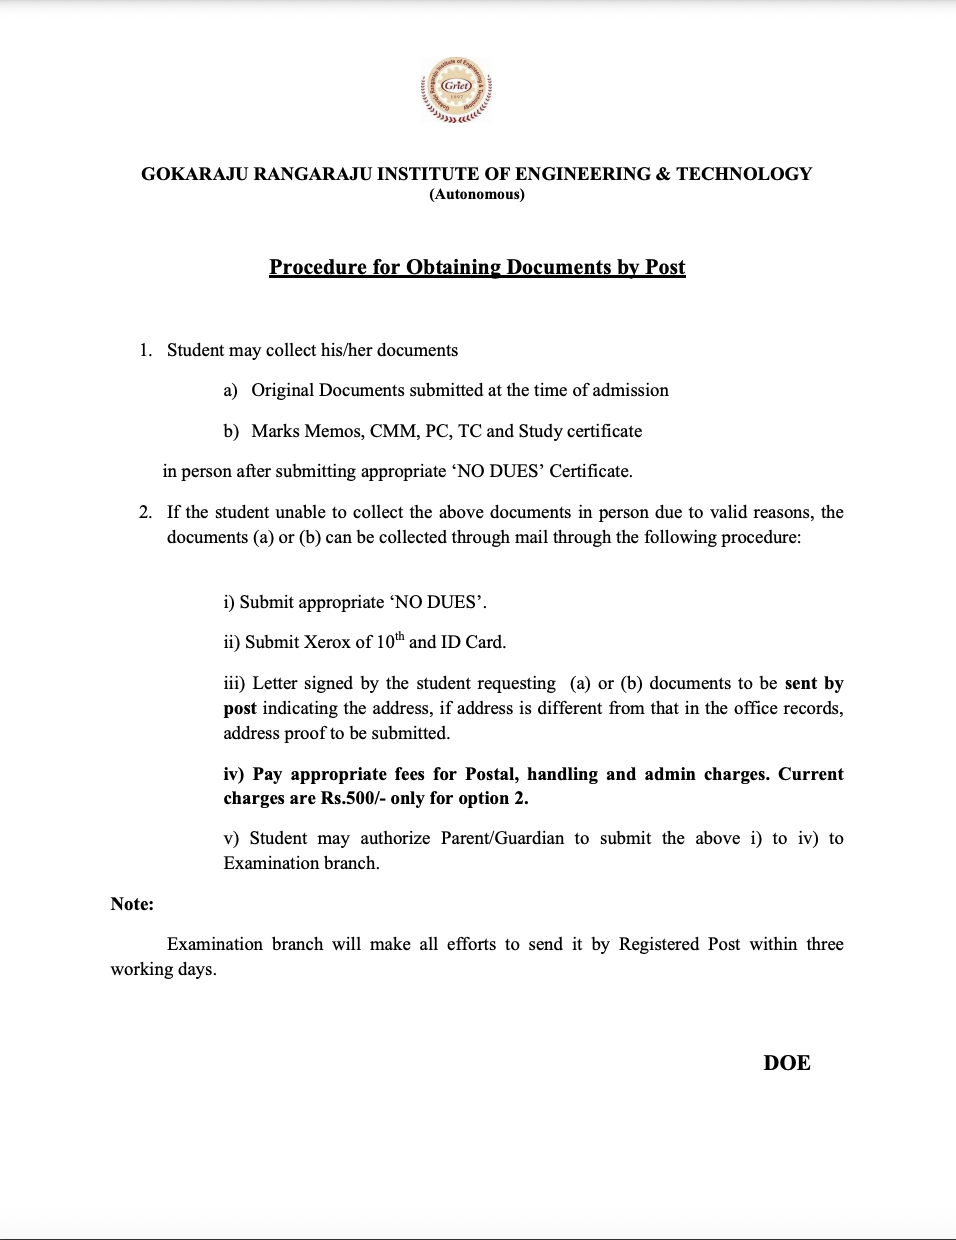 Griet
1997
GOKARAJU RANGARAJU INSTITUTE OF ENGINEERING & TECHNOLOGY
(Autonomous)
Procedure for Obtaining Documents by Post
1. Student may collect his/her documents
a) Original Documents submitted at the time of admission
b) Marks Memos, CMM, PC, TC and Study certificate
in person after submitting appropriate ‘NO DUES’ Certificate.
2. If the student unable to collect the above documents in person due to valid reasons, the
documents (a) or (b) can be collected through mail through the following procedure:
i) Submit appropriate ‘NO DUES’.
ii) Submit Xerox of 10th and ID Card.
iii) Letter signed by the student requesting (a) or (b) documents to be sent by
post indicating the address, if address is different from that in the office records,
address proof to be submitted.
iv) Pay appropriate fees for Postal, handling and admin charges. Current
charges are Rs.500/- only for option 2.
v) Student may authorize Parent/Guardian to submit the above i) to iv) to
Examination branch.
Note:
Examination branch will make all efforts to send it by Registered Post within three
working days.
DOE